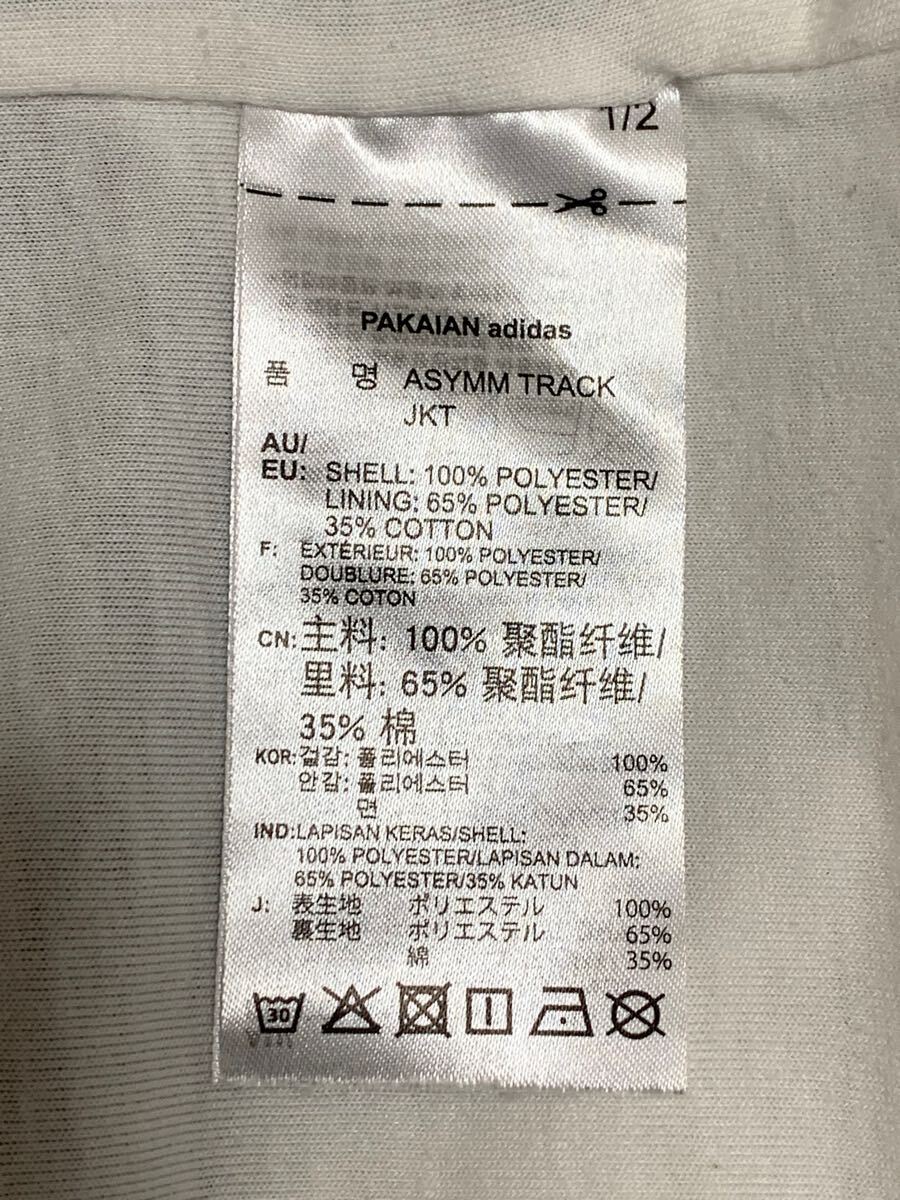 1/2
PAKAIAN adidas
품 명 ASYMM TRACK
JKT
AU/
EU: SHELL: 100% POLYESTER/
LINING: 65% POLYESTER/
35% COTTON
F: EXTÉRIEUR: 100% POLYESTER/
DOUBLURE: 65% POLYESTER/
35% COTON
CN: 主料: 100% 聚酯纤维/
里料: 65% 聚酯纤维/
35% 棉
KOR: 겉감: 폴리에스터 100%
안감: 폴리에스터 65%
면 35%
IND: LAPISAN KERAS/SHELL:
100% POLYESTER/LAPISAN DALAM:
65% POLYESTER/35% KATUN
J: 表生地 ポリエステル 100%
裏生地 ポリエステル 65%
綿 35%
30